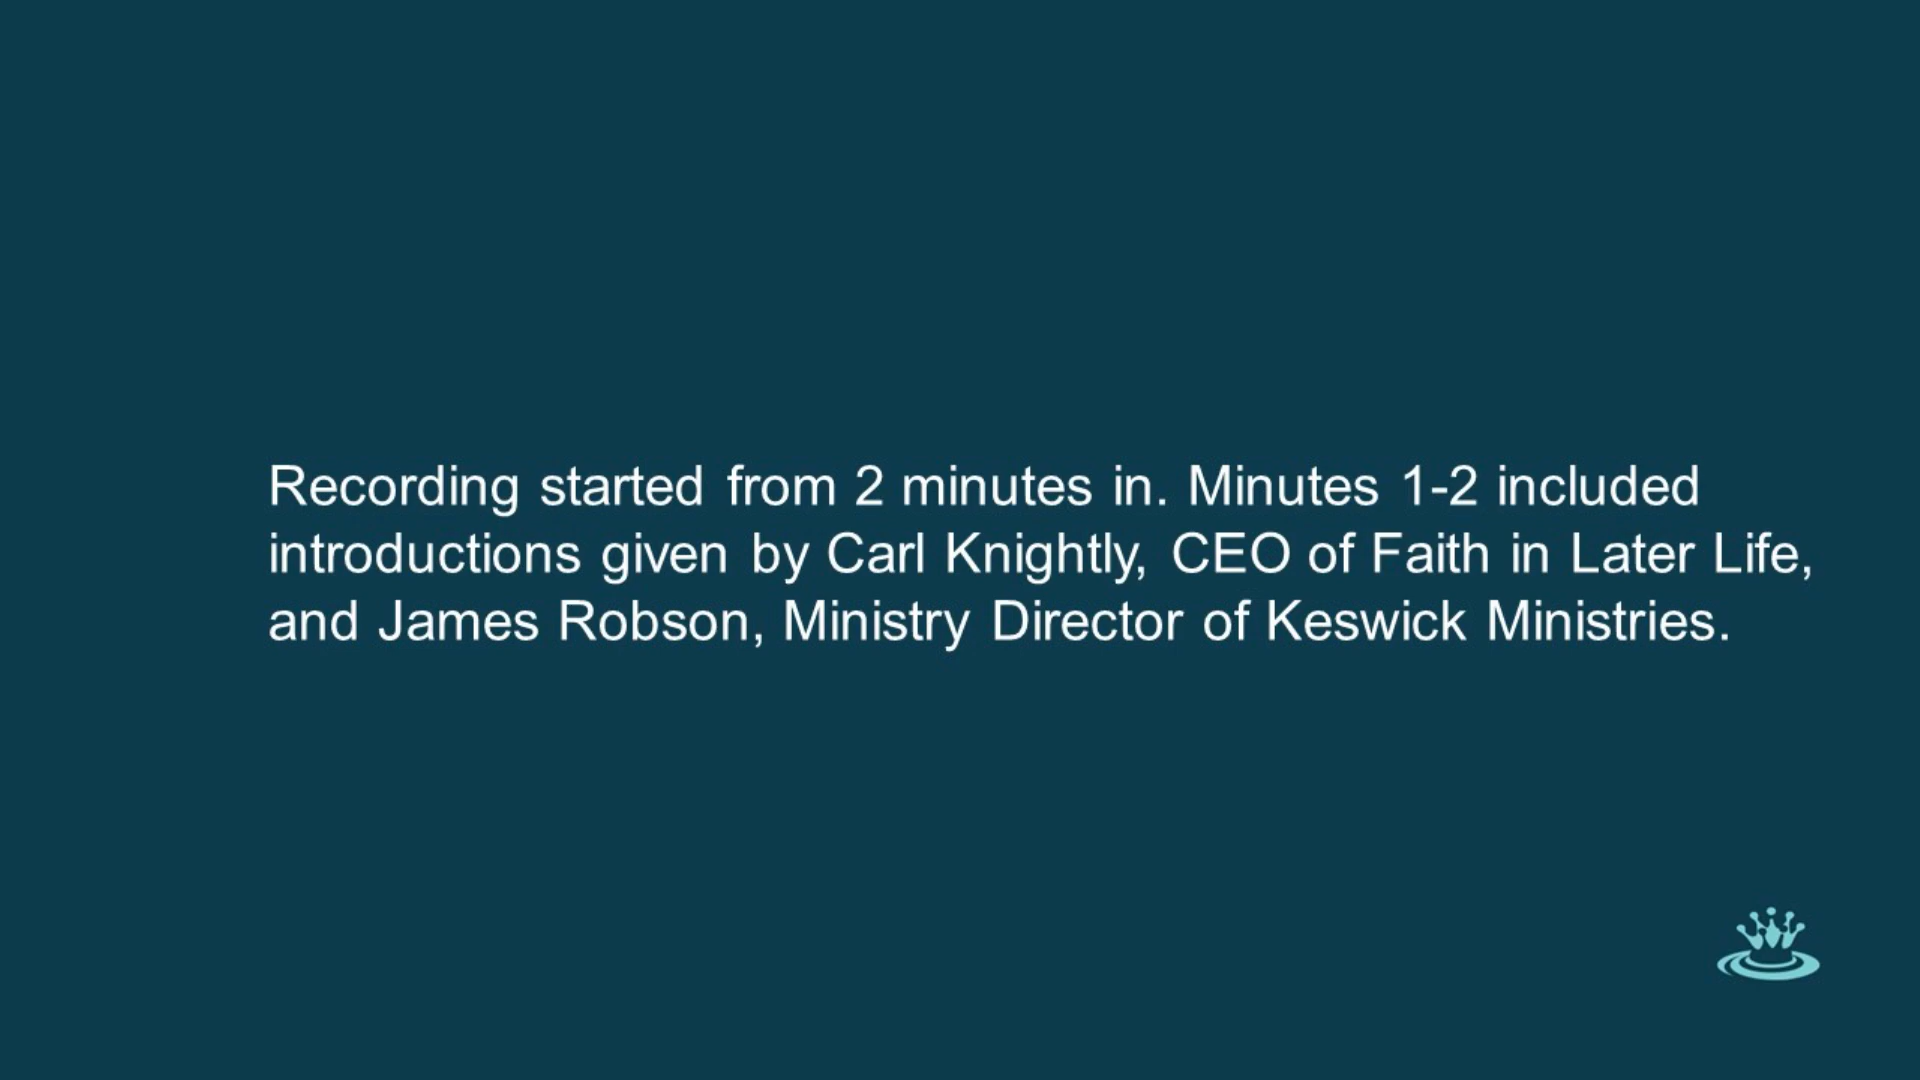 Recording started from 2 minutes in. Minutes 1-2 included
introductions given by Carl Knightly, CEO of Faith in Later Life,
and James Robson, Ministry Director of Keswick Ministries.